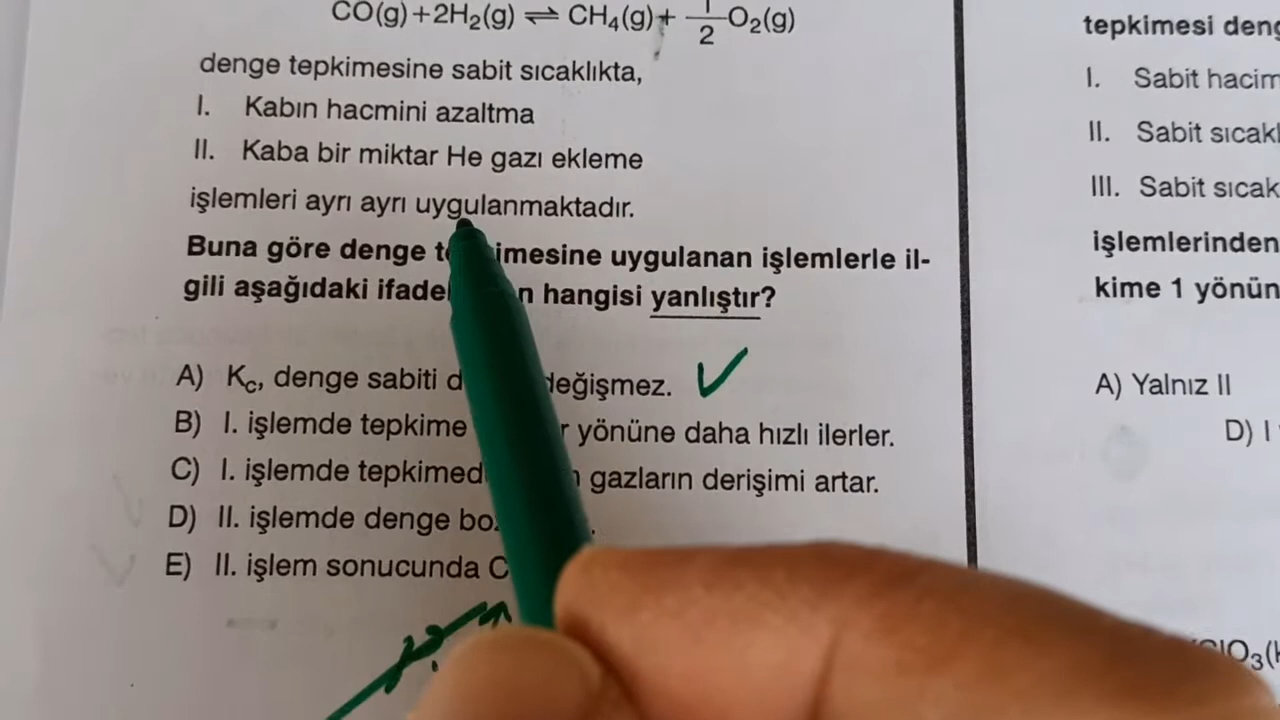 CO(g)+2H₂(g) ⇌ CH₄(g)+ 1/2 O₂(g)
denge tepkimesine sabit sıcaklıkta,
I. Kabın hacmini azaltma
II. Kaba bir miktar He gazı ekleme
işlemleri ayrı ayrı uygulanmaktadır.
Buna göre denge t imesine uygulanan işlemlerle il-
gili aşağıdaki ifade n hangisi yanlıştır?
A) K꜀, denge sabiti d değişmez.
B) I. işlemde tepkime r yönüne daha hızlı ilerler.
C) I. işlemde tepkimed gazların derişimi artar.
D) II. işlemde denge bo
E) II. işlem sonucunda C
tepkimesi deng
I. Sabit hacim
II. Sabit sıcakl
III. Sabit sıcak
işlemlerinden
kime 1 yönün
A) Yalnız II
D) I
ClO₃(k